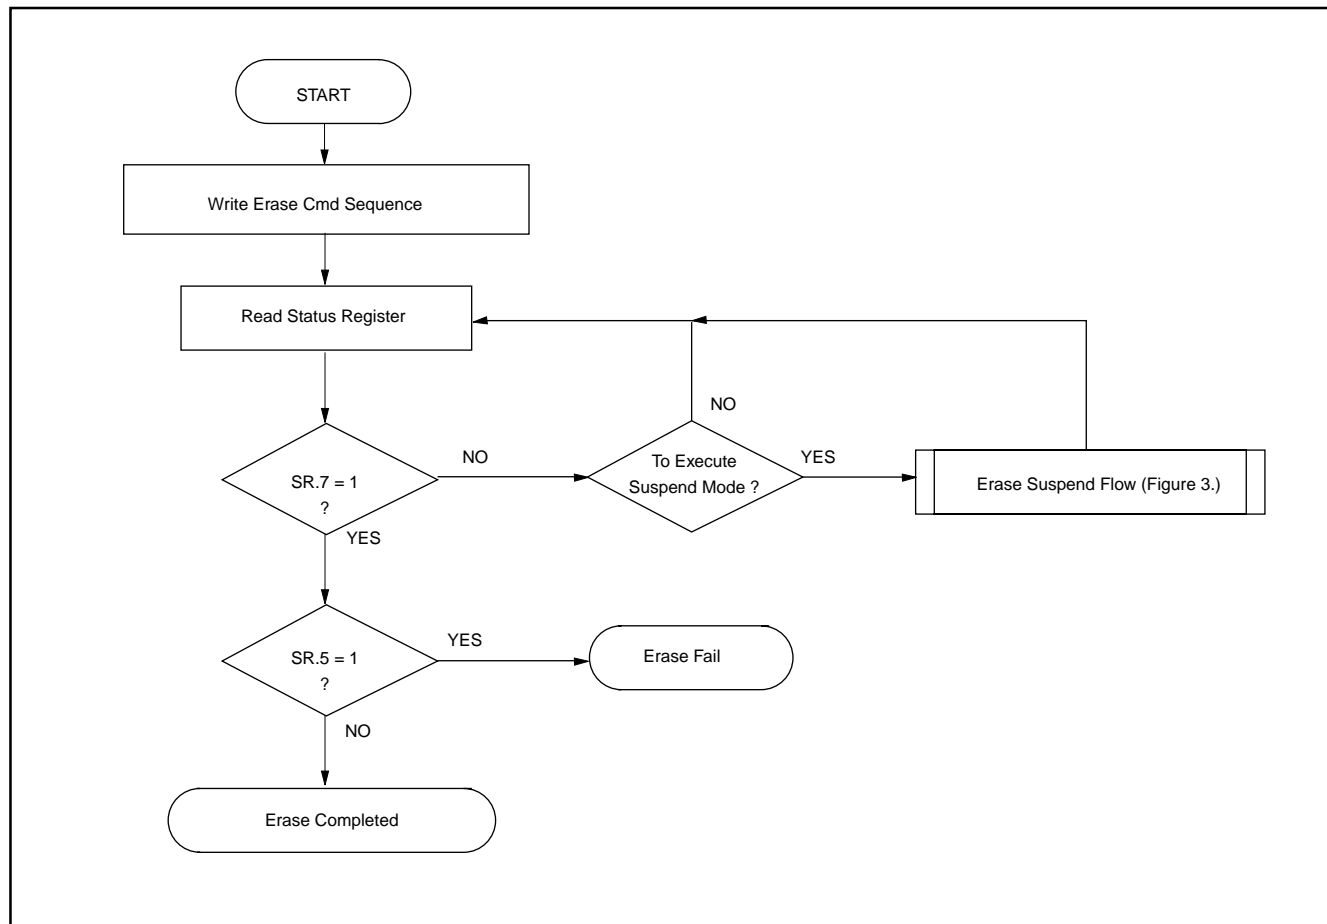 START
Write Erase Cmd Sequence
Read Status Register
NO
To Execute
Suspend Mode ?
YES
Erase Suspend Flow (Figure 3.)
NO
SR.7 = 1
?
YES
SR.5 = 1
?
YES
Erase Fail
NO
Erase Completed